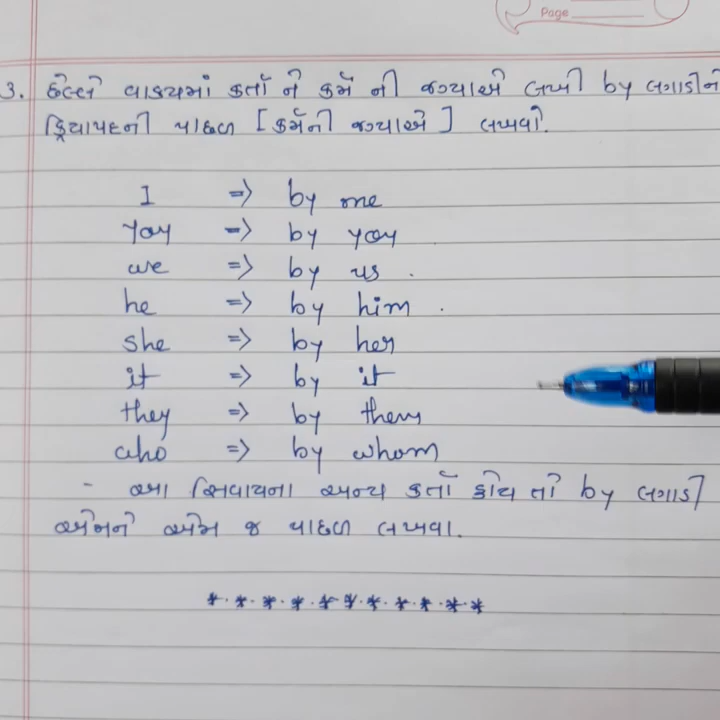 Page
3. છેલ્લે વાક્યમાં કર્તા ને કર્મ ની જગ્યાએ લખી by લગાડીને
ક્રિયાપદની પાછળ [કર્મની જગ્યાએ] લખવો.
I => by me
you => by you
we => by us
he => by him
she => by her
it => by it
they => by them
who => by whom
- આ સિવાયના અન્ય કર્તા હોય તો by લગાડી
એમને એમ જ પાછળ લખવા.
*.*.*.*.*.*.*.*.*.*.*